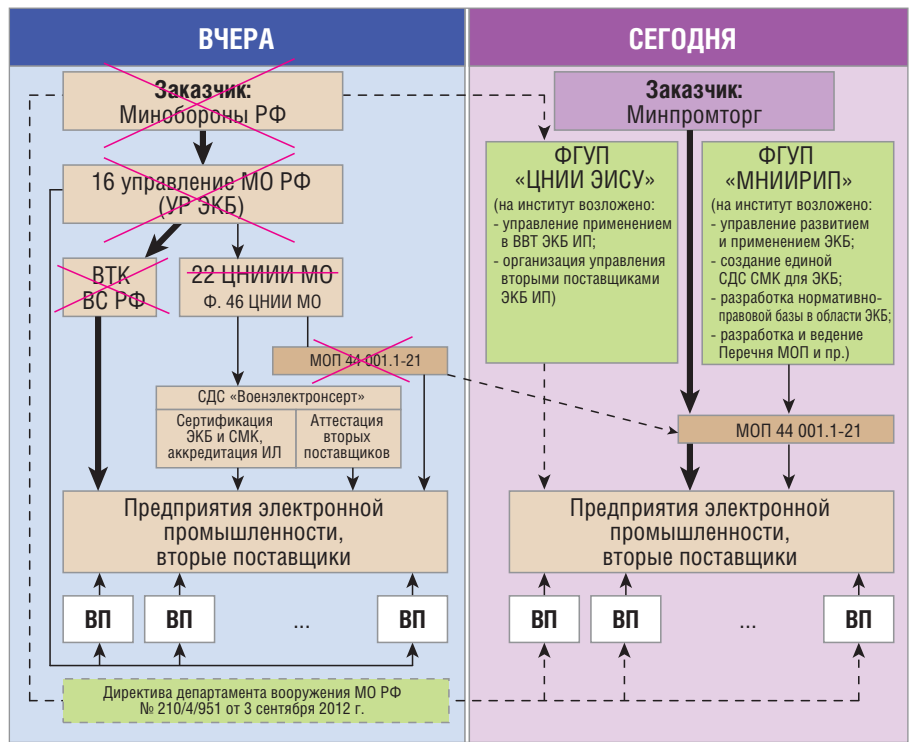 ВЧЕРА
Заказчик:
Минобороны РФ
16 управление МО РФ
(УР ЭКБ)
ВТК
ВС РФ
22 ЦНИИИ МО
Ф. 46 ЦНИИ МО
МОП 44 001.1-21
СДС «Военэлектронсерт»
Сертификация
ЭКБ и СМК,
аккредитация ИЛ
Аттестация
вторых
поставщиков
Предприятия электронной
промышленности,
вторые поставщики
ВП
ВП
...
ВП
Директива департамента вооружения МО РФ
№ 210/4/951 от 3 сентября 2012 г.
СЕГОДНЯ
Заказчик:
Минпромторг
ФГУП
«ЦНИИ ЭИСУ»
(на институт возложено:
- управление применением
в ВВТ ЭКБ ИП;
- организация управления
вторыми поставщиками
ЭКБ ИП)
ФГУП
«МНИИРИП»
(на институт возложено:
- управление развитием
и применением ЭКБ;
- создание единой
СДС СМК для ЭКБ;
- разработка нормативно-
правовой базы в области ЭКБ;
- разработка и ведение
Перечня МОП и пр.)
МОП 44 001.1-21
Предприятия электронной
промышленности,
вторые поставщики
ВП
ВП
...
ВП